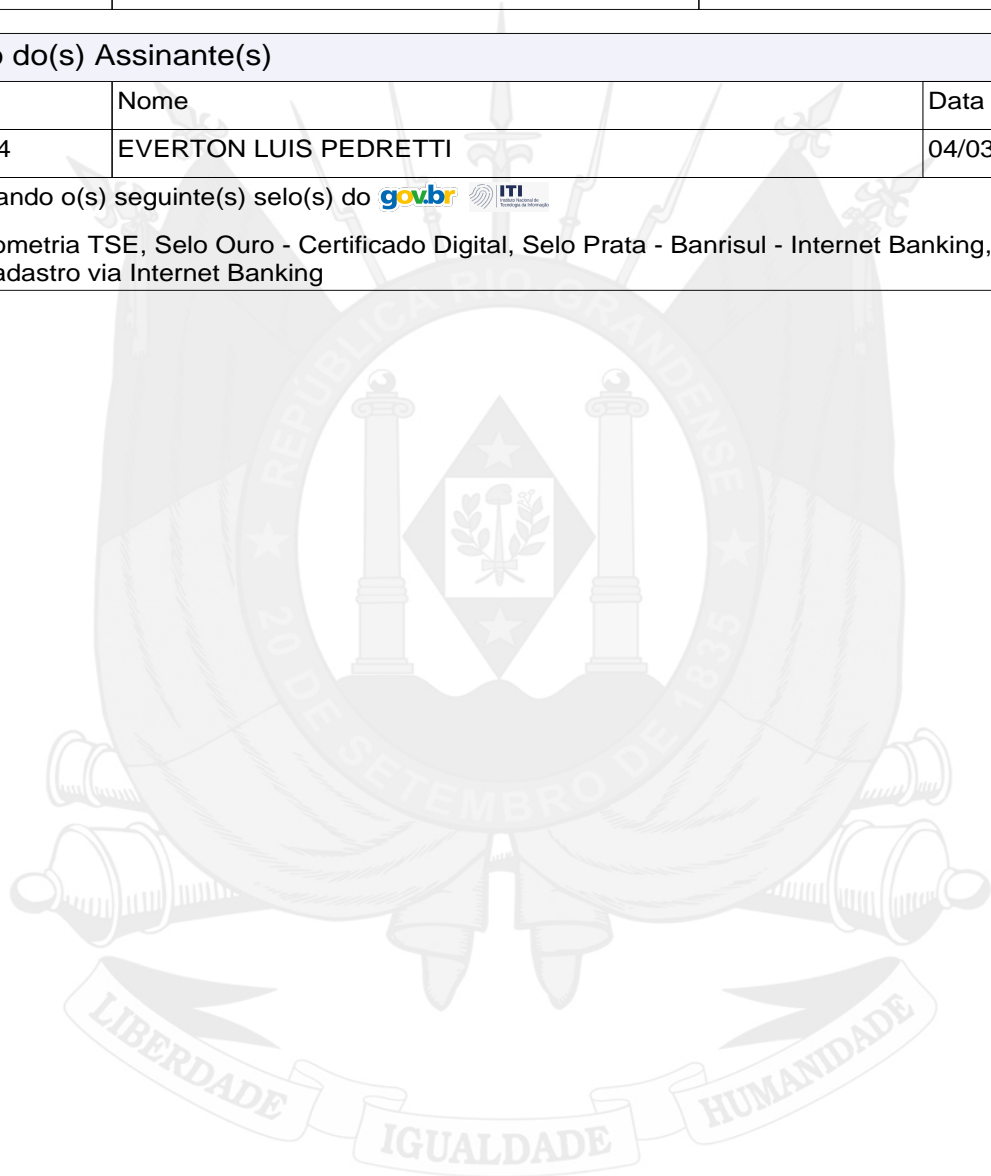 o do(s) Assinante(s)
Nome Data
4 EVERTON LUIS PEDRETTI 04/03
ando o(s) seguinte(s) selo(s) do gov.br ITI
ometria TSE, Selo Ouro - Certificado Digital, Selo Prata - Banrisul - Internet Banking,
adastro via Internet Banking
REPÚBLICA RIO-GRANDENSE
20 DE SETEMBRO DE 1835
LIBERDADE IGUALDADE HUMANIDADE